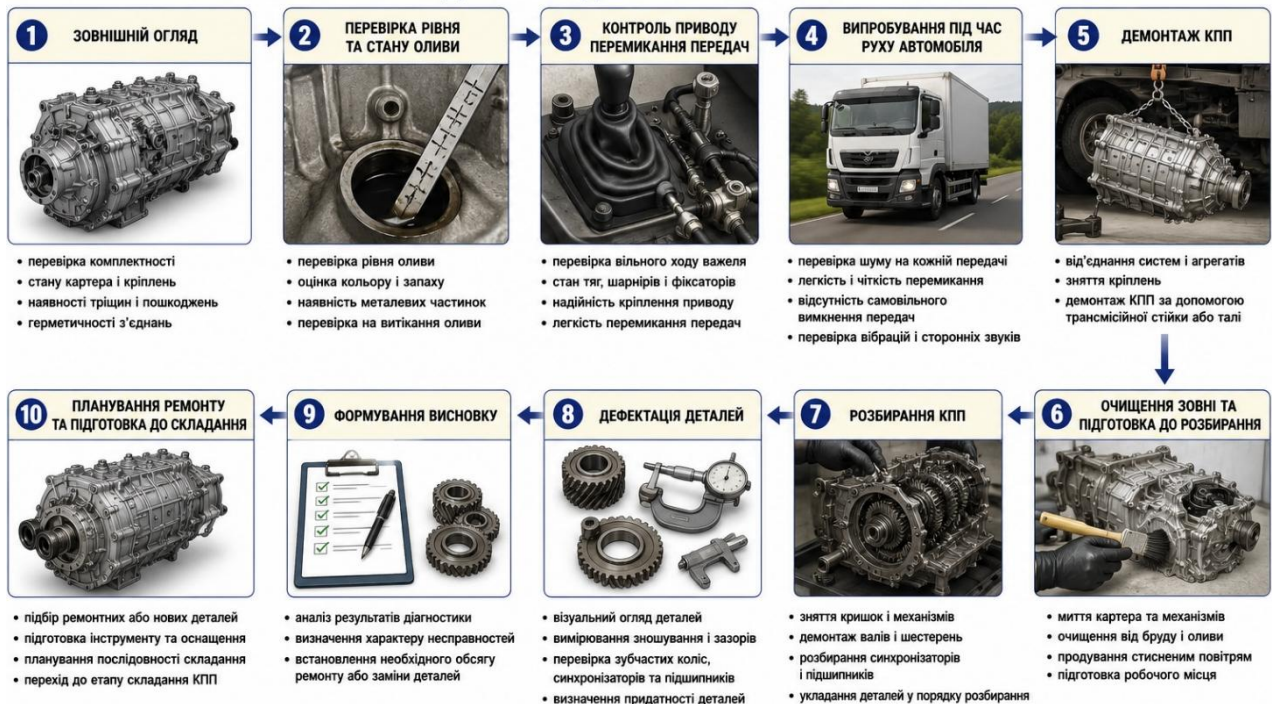 1 ЗОВНІШНІЙ ОГЛЯД
• перевірка комплектності
• стану картера і кріплень
• наявності тріщин і пошкоджень
• герметичності з’єднань
2 ПЕРЕВІРКА РІВНЯ
ТА СТАНУ ОЛИВИ
• перевірка рівня оливи
• оцінка кольору і запаху
• наявність металевих частинок
• перевірка на витікання оливи
3 КОНТРОЛЬ ПРИВОДУ
ПЕРЕМИКАННЯ ПЕРЕДАЧ
• перевірка вільного ходу важеля
• стан тяг, шарнірів і фіксаторів
• надійність кріплення приводу
• легкість перемикання передач
4 ВИПРОБУВАННЯ ПІД ЧАС
РУХУ АВТОМОБІЛЯ
• перевірка шуму на кожній передачі
• легкість і чіткість перемикання
• відсутність самовільного
вимкнення передач
• перевірка вібрацій і сторонніх звуків
5 ДЕМОНТАЖ КПП
• від’єднання систем і агрегатів
• зняття кріплень
• демонтаж КПП за допомогою
трансмісійної стійки або талі
6 ОЧИЩЕННЯ ЗОВНІ ТА
ПІДГОТОВКА ДО РОЗБИРАННЯ
• миття картера та механізмів
• очищення від бруду і оливи
• продування стисненим повітрям
• підготовка робочого місця
7 РОЗБИРАННЯ КПП
• зняття кришок і механізмів
• демонтаж валів і шестерень
• розбирання синхронізаторів
і підшипників
• укладання деталей у порядку розбирання
8 ДЕФЕКТАЦІЯ ДЕТАЛЕЙ
• візуальний огляд деталей
• вимірювання зношування і зазорів
• перевірка зубчастих коліс,
синхронізаторів та підшипників
• визначення придатності деталей
9 ФОРМУВАННЯ ВИСНОВКУ
• аналіз результатів діагностики
• визначення характеру несправностей
• встановлення необхідного обсягу
ремонту або заміни деталей
10 ПЛАНУВАННЯ РЕМОНТУ
ТА ПІДГОТОВКА ДО СКЛАДАННЯ
• підбір ремонтних або нових деталей
• підготовка інструменту та оснащення
• планування послідовності складання
• перехід до етапу складання КПП